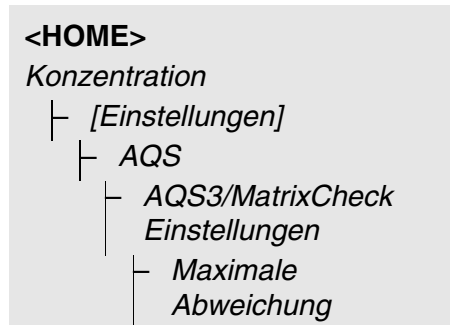 <HOME>
Konzentration
[Einstellungen]
AQS
AQS3/MatrixCheck
Einstellungen
Maximale
Abweichung